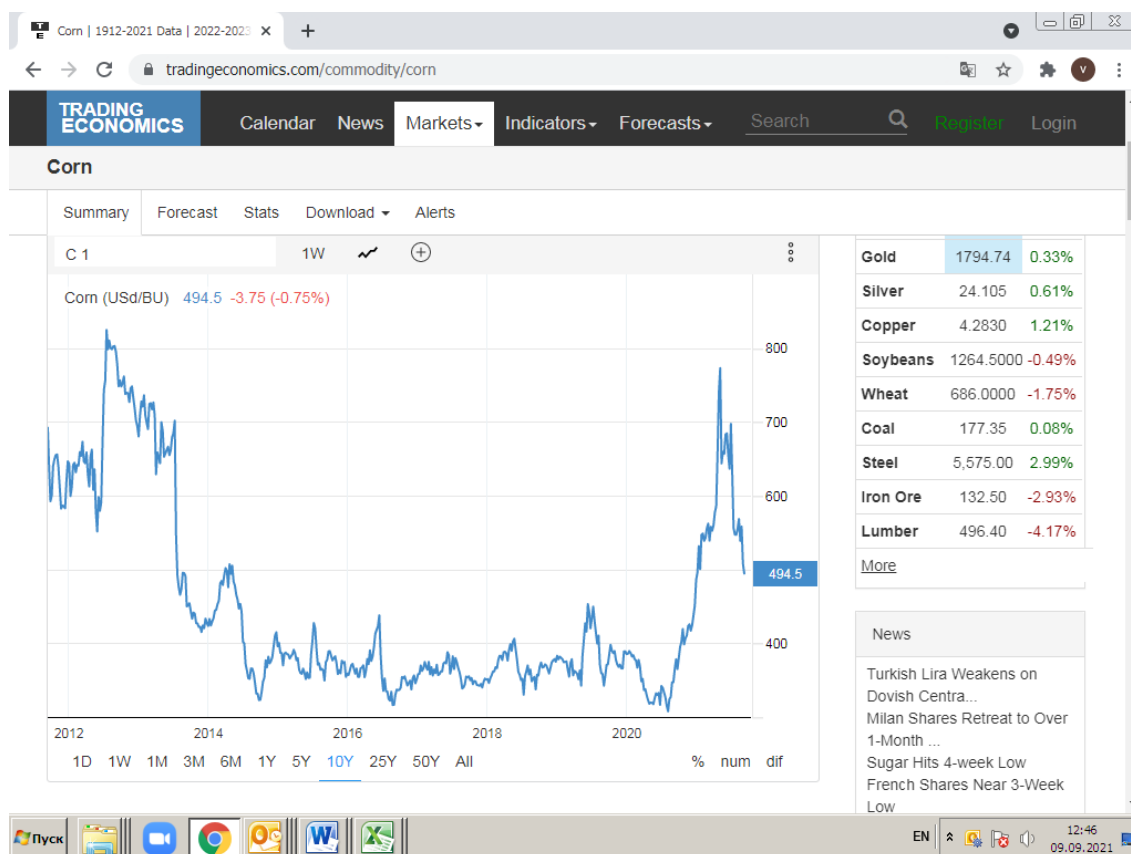 T
E
Corn | 1912-2021 Data | 2022-2023
tradingeconomics.com/commodity/corn
V
TRADING
ECONOMICS
Calendar News Markets Indicators Forecasts Search Register Login
Corn
Summary Forecast Stats Download Alerts
C 1 1W
Corn (USd/BU) 494.5 -3.75 (-0.75%)
800
700
600
494.5
400
2012 2014 2016 2018 2020
1D 1W 1M 3M 6M 1Y 5Y 10Y 25Y 50Y All % num dif
Gold 1794.74 0.33%
Silver 24.105 0.61%
Copper 4.2830 1.21%
Soybeans 1264.5000 -0.49%
Wheat 686.0000 -1.75%
Coal 177.35 0.08%
Steel 5,575.00 2.99%
Iron Ore 132.50 -2.93%
Lumber 496.40 -4.17%
More
News
Turkish Lira Weakens on
Dovish Centra...
Milan Shares Retreat to Over
1-Month ...
Sugar Hits 4-week Low
French Shares Near 3-Week
Low
Пуск
EN
12:46
09.09.2021